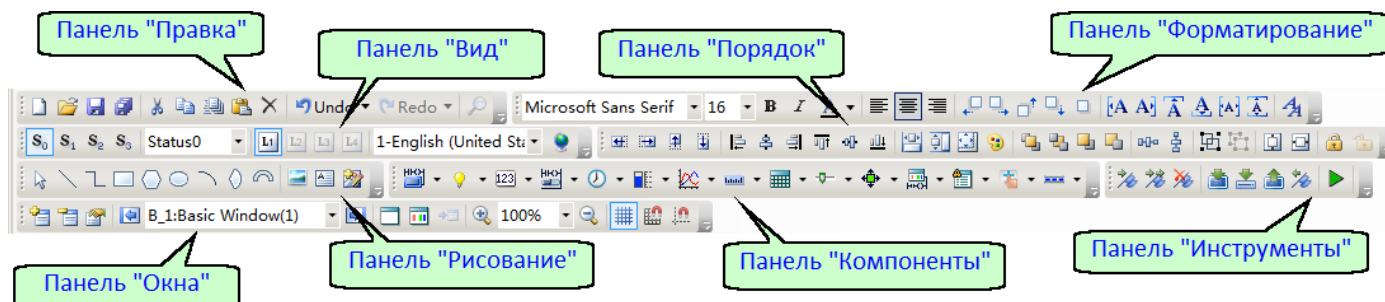 Панель "Правка"
Панель "Вид"
Панель "Порядок"
Панель "Форматирование"
Undo Redo Microsoft Sans Serif 16 B I A A A A A A A A
S0 S1 S2 S3 Status0 L1 L2 L3 L4 1-English (United Sta
123
B_1:Basic Window(1) 100%
Панель "Окна"
Панель "Рисование"
Панель "Компоненты"
Панель "Инструменты"